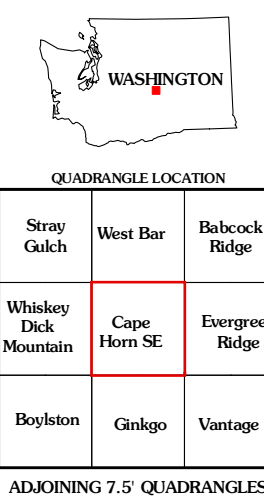 WASHINGTON
QUADRANGLE LOCATION
Stray
Gulch
West Bar
Babcock
Ridge
Whiskey
Dick
Mountain
Cape
Horn SE
Evergree
Ridge
Boylston
Ginkgo
Vantage
ADJOINING 7.5' QUADRANGLES